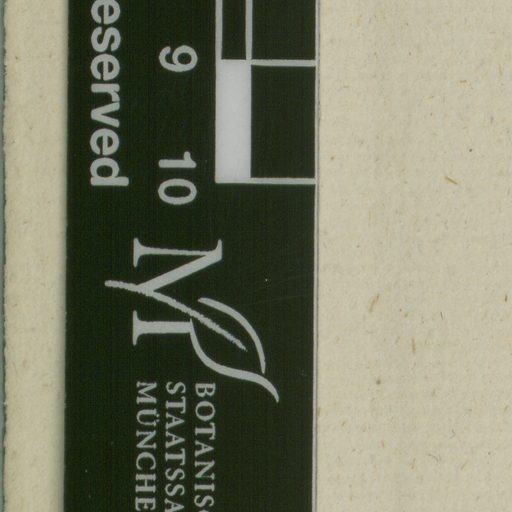 eserved
9 10
BOTANIS
STAATSSA
MÜNCHE